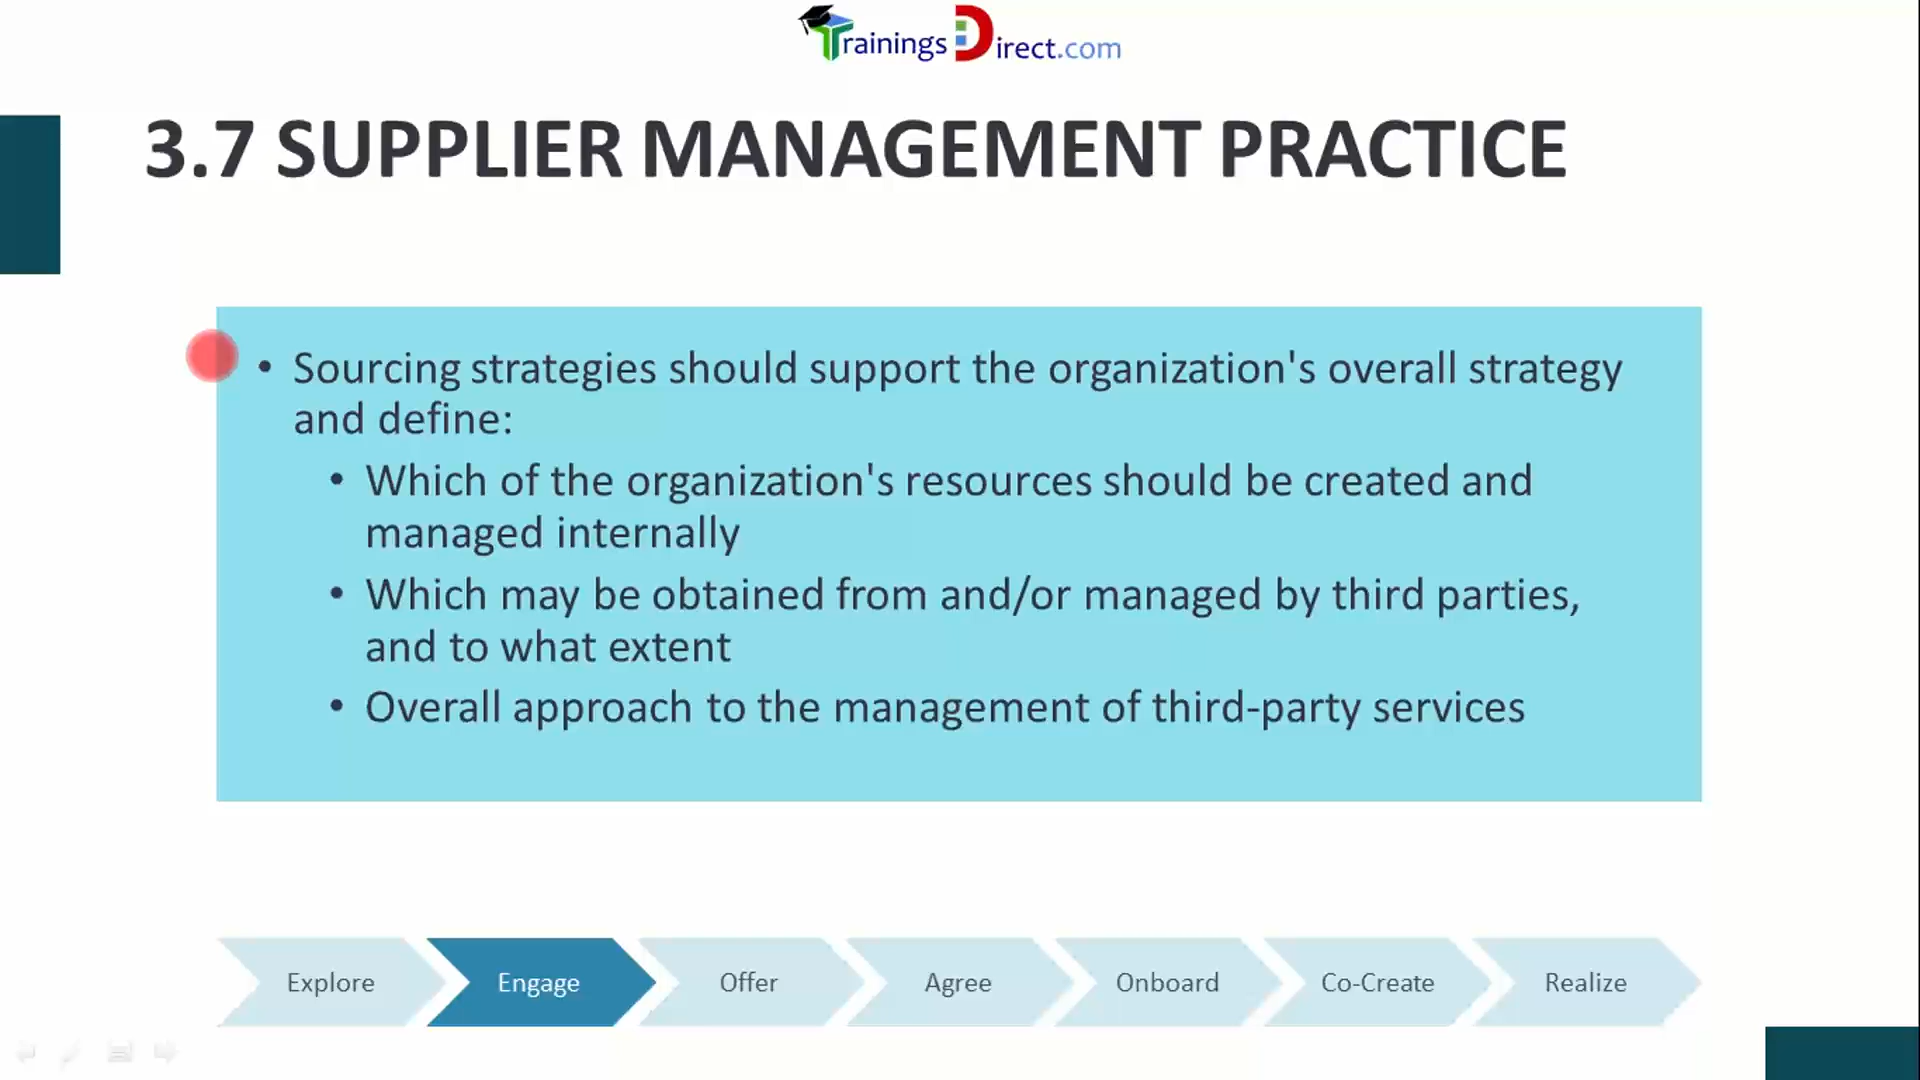 TrainingsDirect.com
3.7 SUPPLIER MANAGEMENT PRACTICE
• Sourcing strategies should support the organization's overall strategy
and define:
• Which of the organization's resources should be created and
managed internally
• Which may be obtained from and/or managed by third parties,
and to what extent
• Overall approach to the management of third-party services
Explore Engage Offer Agree Onboard Co-Create Realize